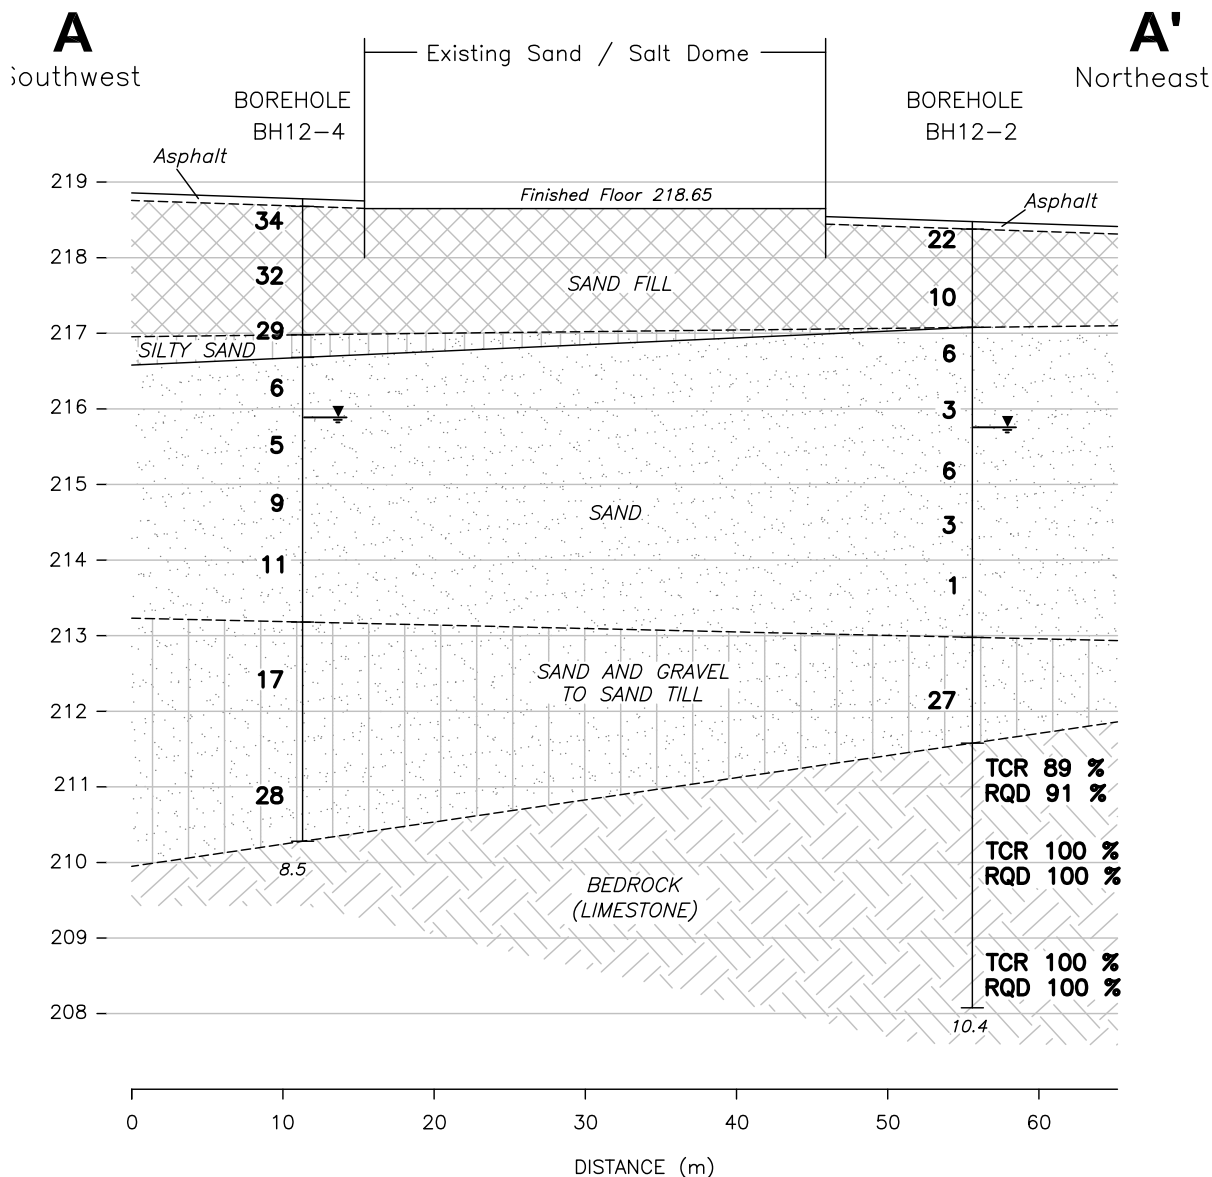 A
A'
Southwest
Northeast
Existing Sand / Salt Dome
BOREHOLE
BH12-4
BOREHOLE
BH12-2
Asphalt
Asphalt
Finished Floor 218.65
219
218
217
216
215
214
213
212
211
210
209
208
34
32
29
6
5
9
11
17
28
8.5
22
10
6
3
6
3
1
27
SAND FILL
SILTY SAND
SAND
SAND AND GRAVEL
TO SAND TILL
BEDROCK
(LIMESTONE)
TCR 89 %
RQD 91 %
TCR 100 %
RQD 100 %
TCR 100 %
RQD 100 %
10.4
0 10 20 30 40 50 60
DISTANCE (m)